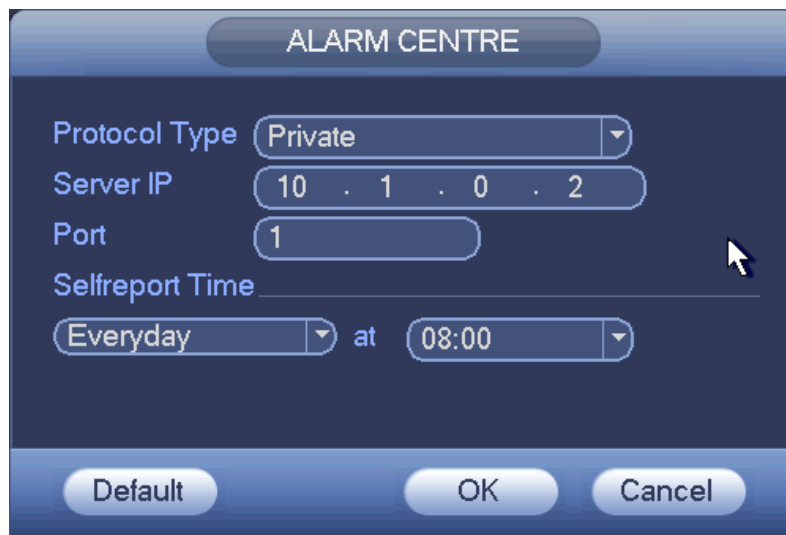 ALARM CENTRE
Protocol Type Private
Server IP 10 . 1 . 0 . 2
Port 1
Selfreport Time
Everyday at 08:00
Default OK Cancel